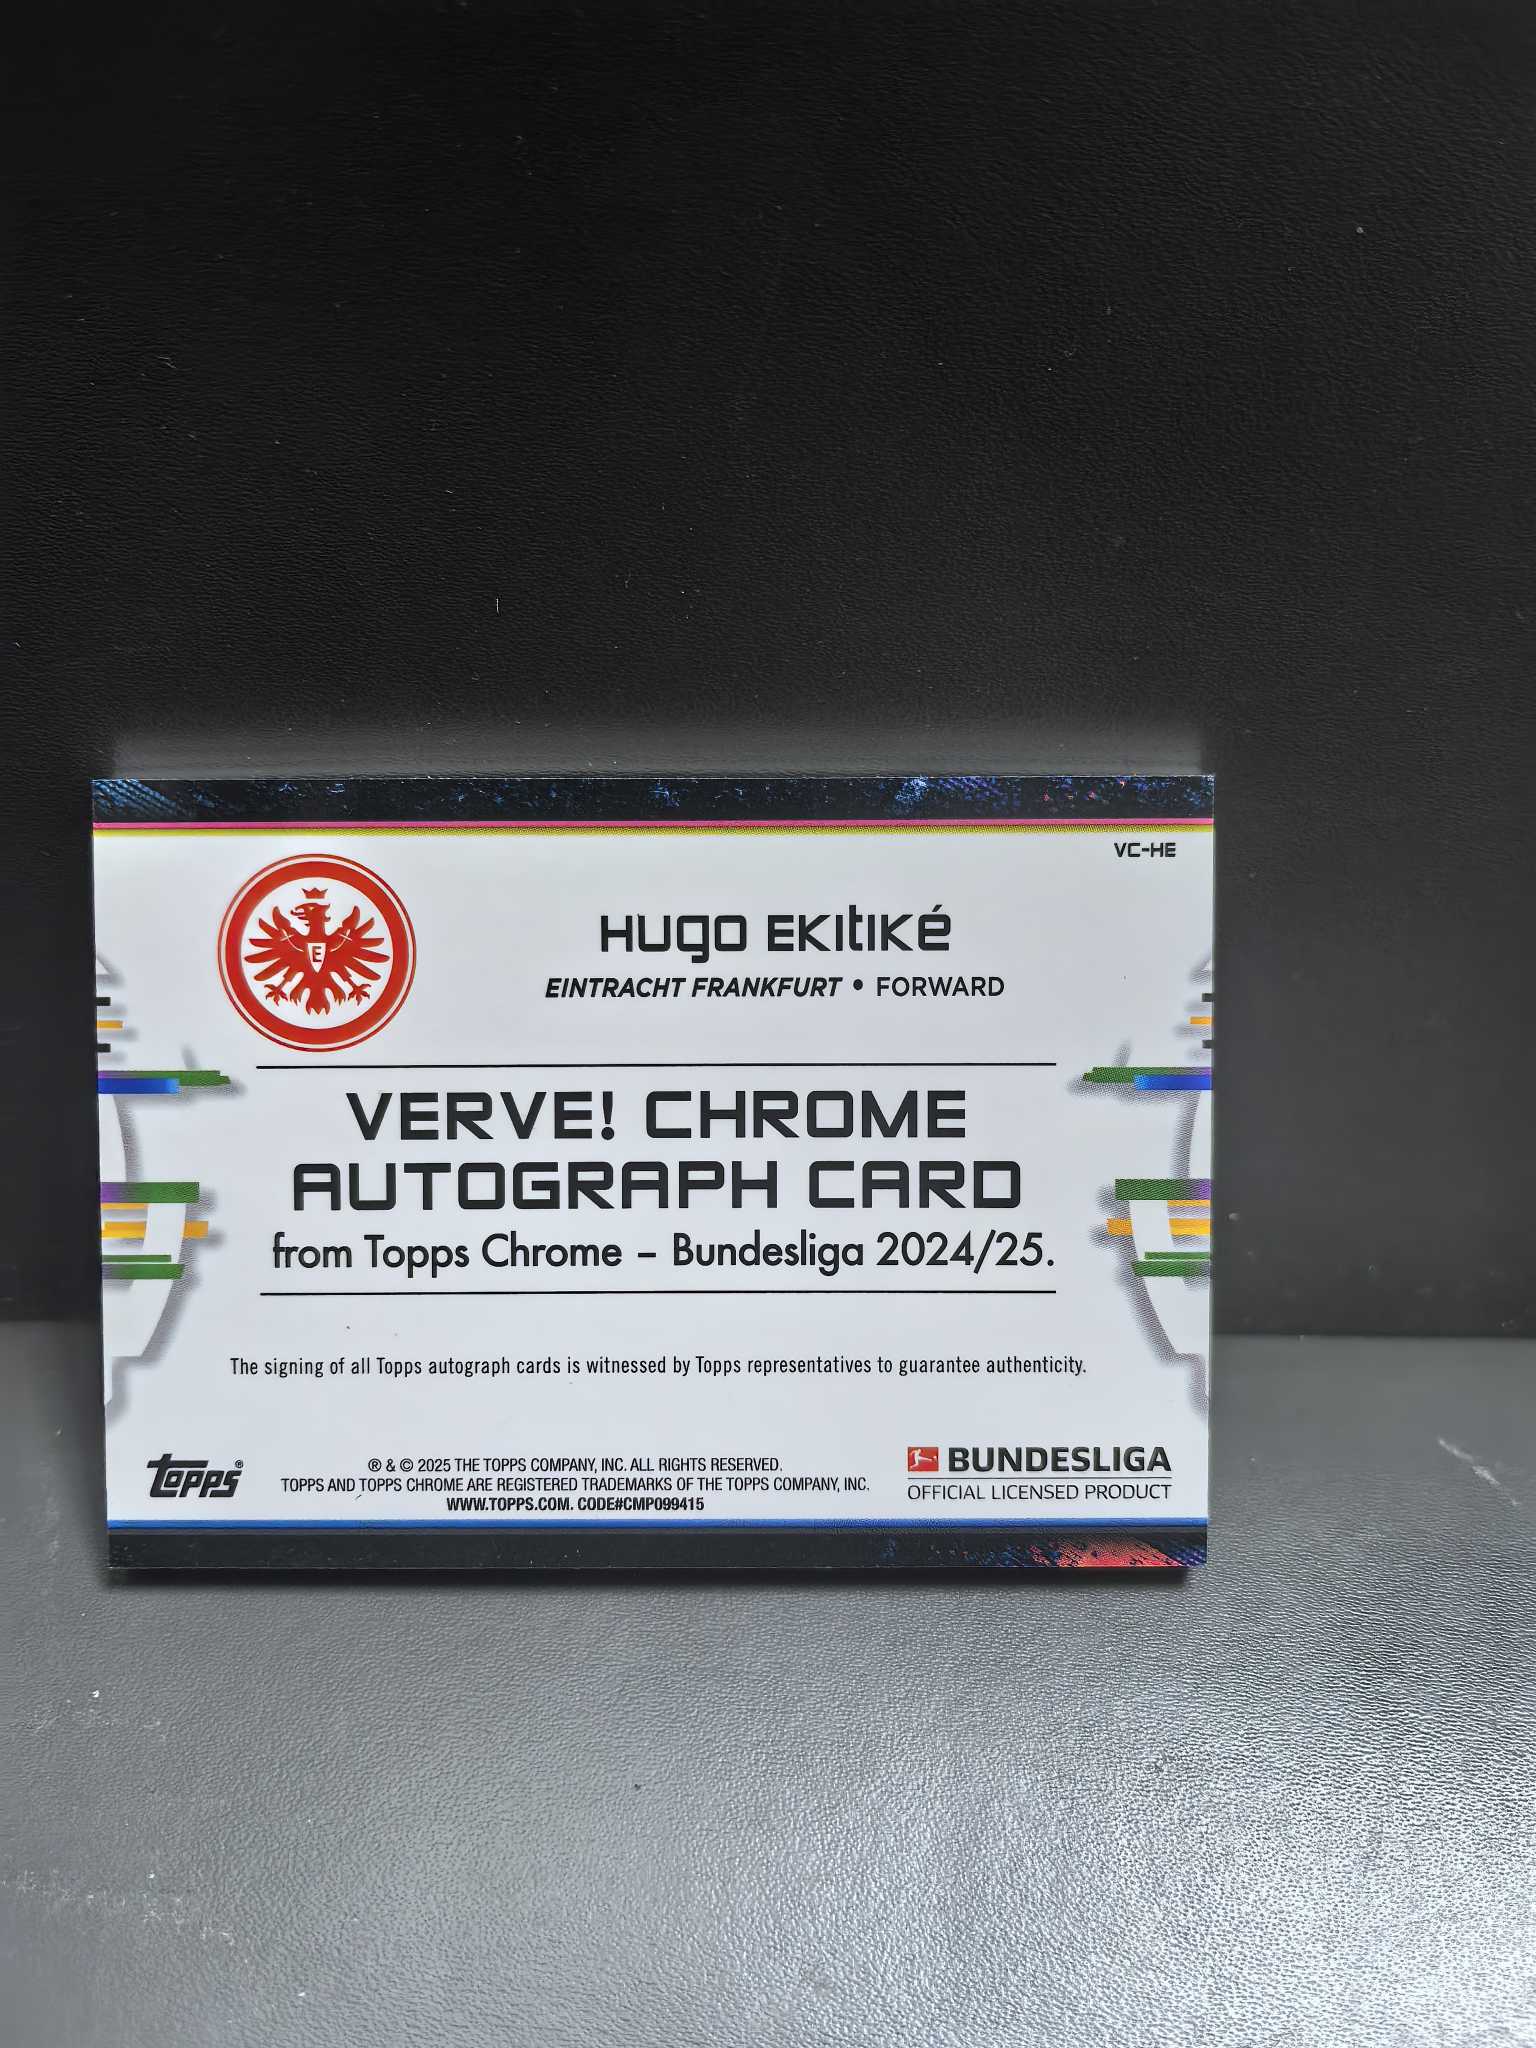 VC-HE
HUGO EKITIKÉ
EINTRACHT FRANKFURT • FORWARD
E
VERVE! CHROME
AUTOGRAPH CARD
from Topps Chrome – Bundesliga 2024/25.
The signing of all Topps autograph cards is witnessed by Topps representatives to guarantee authenticity.
topps®
® & © 2025 THE TOPPS COMPANY, INC. ALL RIGHTS RESERVED.
TOPPS AND TOPPS CHROME ARE REGISTERED TRADEMARKS OF THE TOPPS COMPANY, INC.
WWW.TOPPS.COM. CODE#CMP099415
BUNDESLIGA
OFFICIAL LICENSED PRODUCT